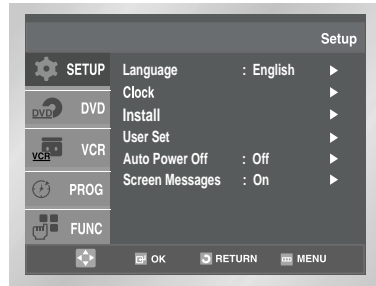 Setup
SETUP
DVD DVD
VCR VCR
PROG
FUNC
Language : English ►
Clock ►
Install ►
User Set ►
Auto Power Off : Off ►
Screen Messages : On ►
OK RETURN MENU